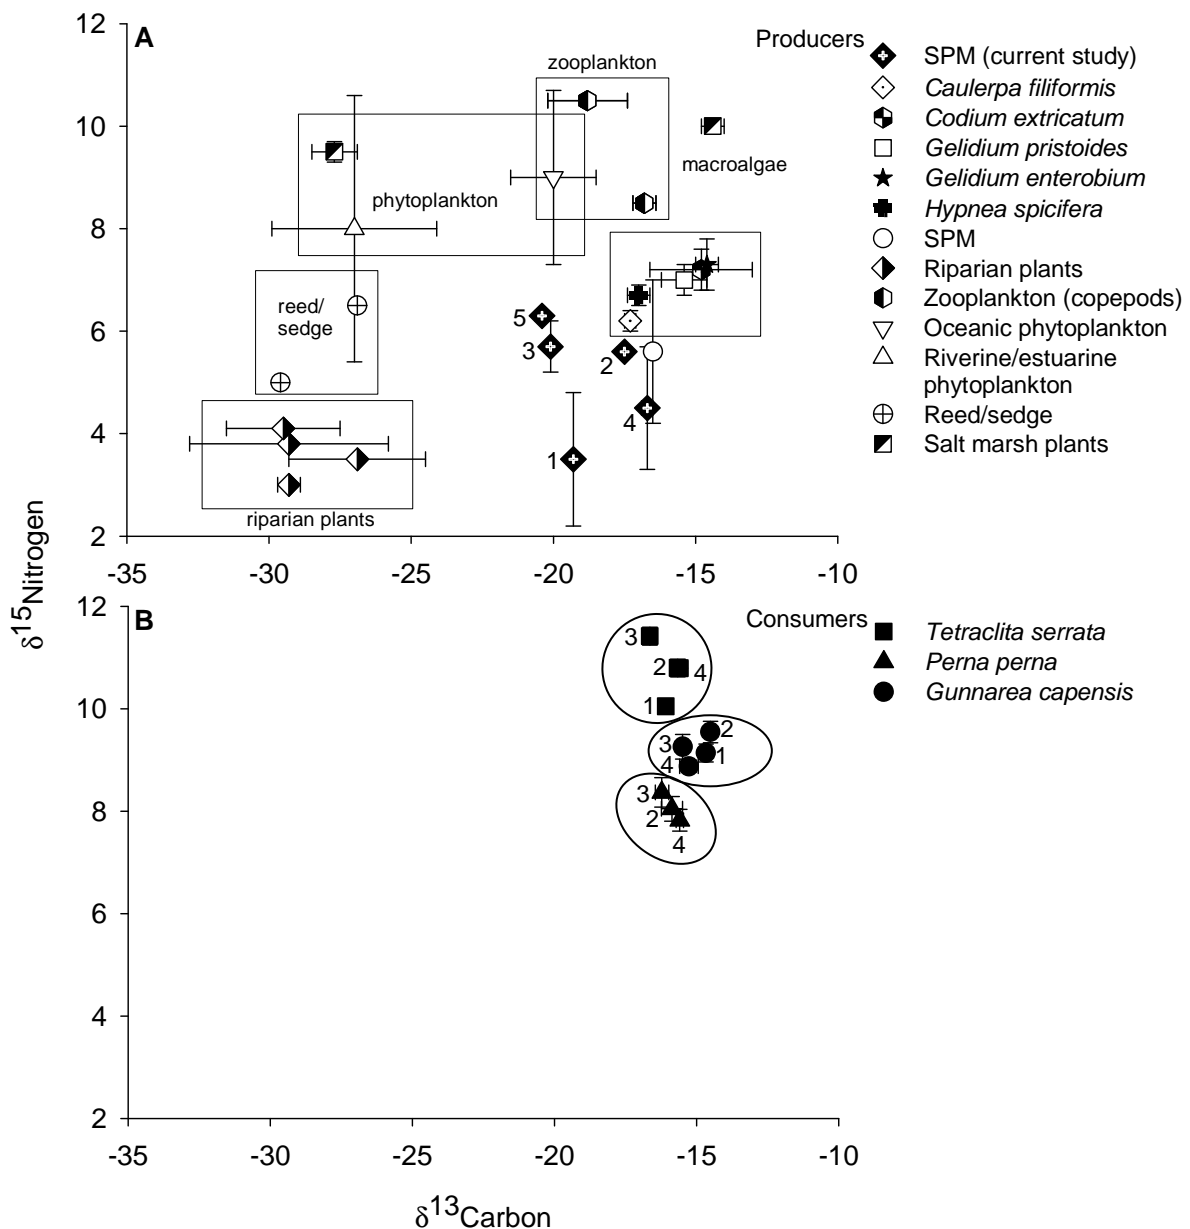 A
Producers
SPM (current study)
Caulerpa filiformis
Codium extricatum
Gelidium pristoides
Gelidium enterobium
Hypnea spicifera
SPM
Riparian plants
Zooplankton (copepods)
Oceanic phytoplankton
Riverine/estuarine
phytoplankton
Reed/sedge
Salt marsh plants
zooplankton
macroalgae
phytoplankton
reed/
sedge
riparian plants
5
3
2
4
1
12
10
8
6
4
2
-35 -30 -25 -20 -15 -10
δ15Nitrogen
B
Consumers
Tetraclita serrata
Perna perna
Gunnarea capensis
3
2 4
1
2
3 1
4
3
2
4
12
10
8
6
4
2
-35 -30 -25 -20 -15 -10
δ13Carbon